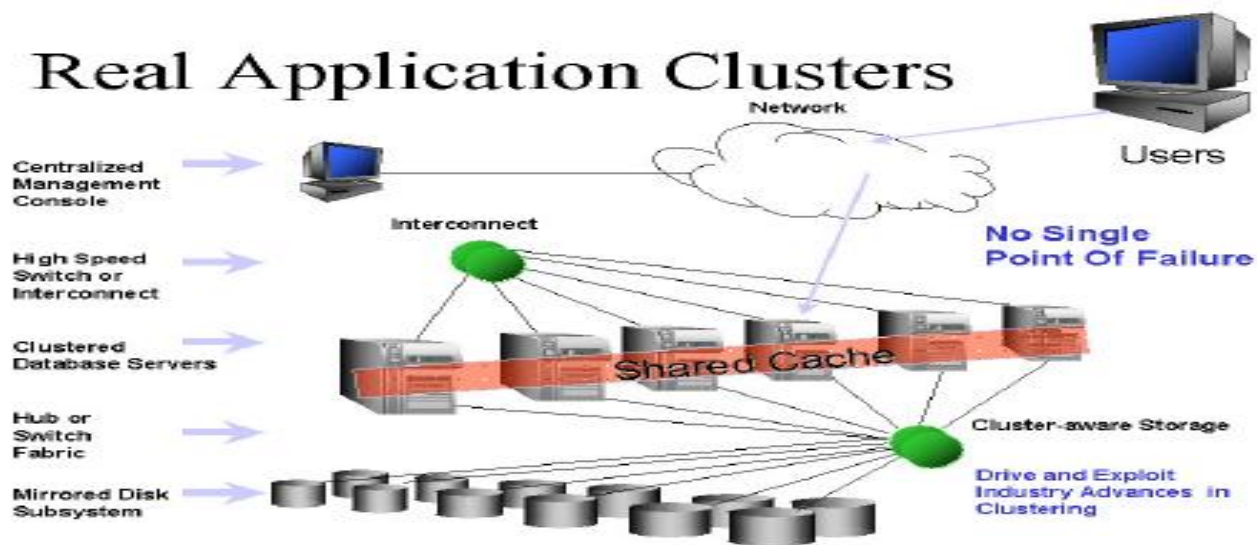 Real Application Clusters
Network
Users
Centralized
Management
Console
Interconnect
No Single
Point Of Failure
High Speed
Switch or
Interconnect
Clustered
Database Servers
Shared Cache
Hub or
Switch
Fabric
Cluster-aware Storage
Mirrored Disk
Subsystem
Drive and Exploit
Industry Advances in
Clustering